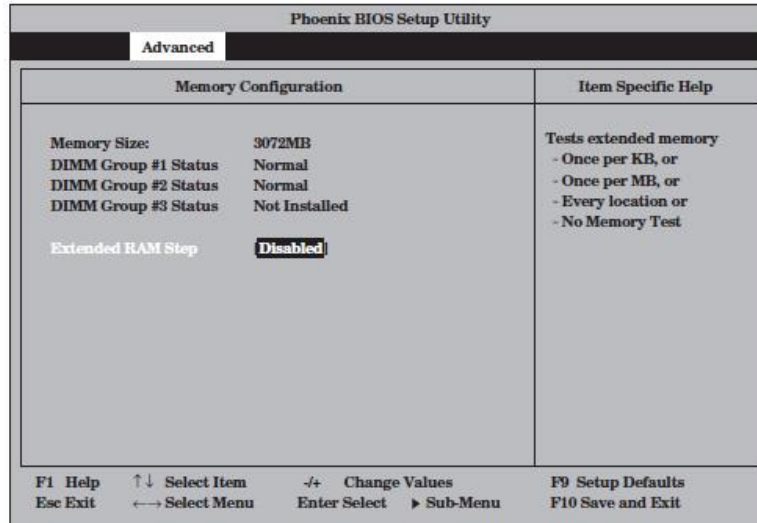 Phoenix BIOS Setup Utility
Advanced
Memory Configuration
Item Specific Help
Memory Size: 3072MB
DIMM Group #1 Status Normal
DIMM Group #2 Status Normal
DIMM Group #3 Status Not Installed
Extended RAM Step [Disabled]
Tests extended memory
- Once per KB, or
- Once per MB, or
- Every location or
- No Memory Test
F1 Help ↑↓ Select Item -/+ Change Values F9 Setup Defaults
Esc Exit ←→ Select Menu Enter Select ▶ Sub-Menu F10 Save and Exit